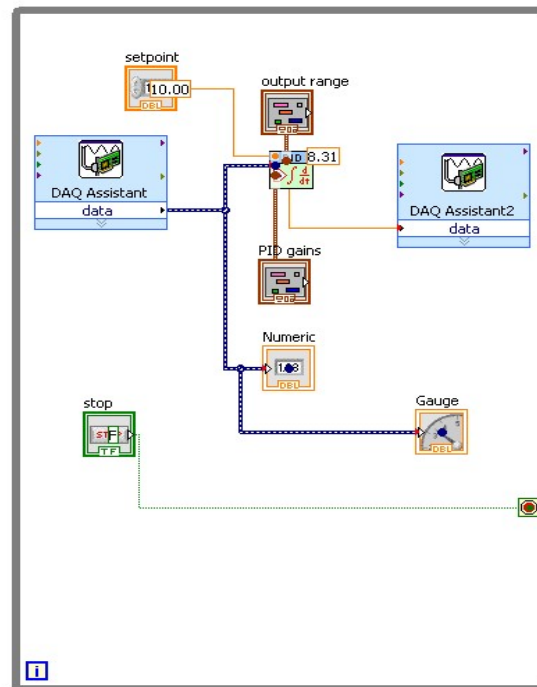 setpoint
10.00
DBL
output range
8.31
DAQ Assistant
data
DAQ Assistant2
data
PID gains
Numeric
DBL
stop
TF
Gauge
DBL
i